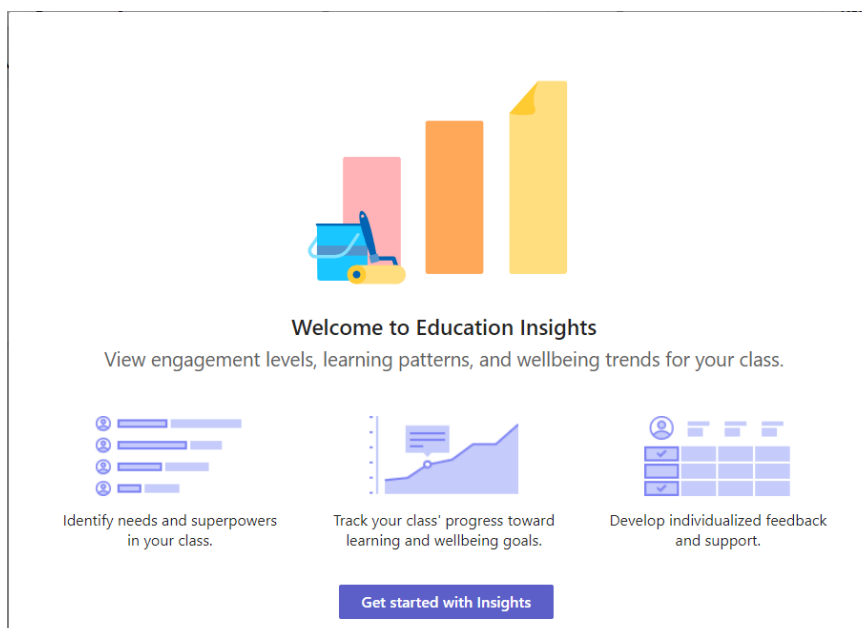 Welcome to Education Insights
View engagement levels, learning patterns, and wellbeing trends for your class.
Identify needs and superpowers
in your class.
Track your class' progress toward
learning and wellbeing goals.
Develop individualized feedback
and support.
Get started with Insights